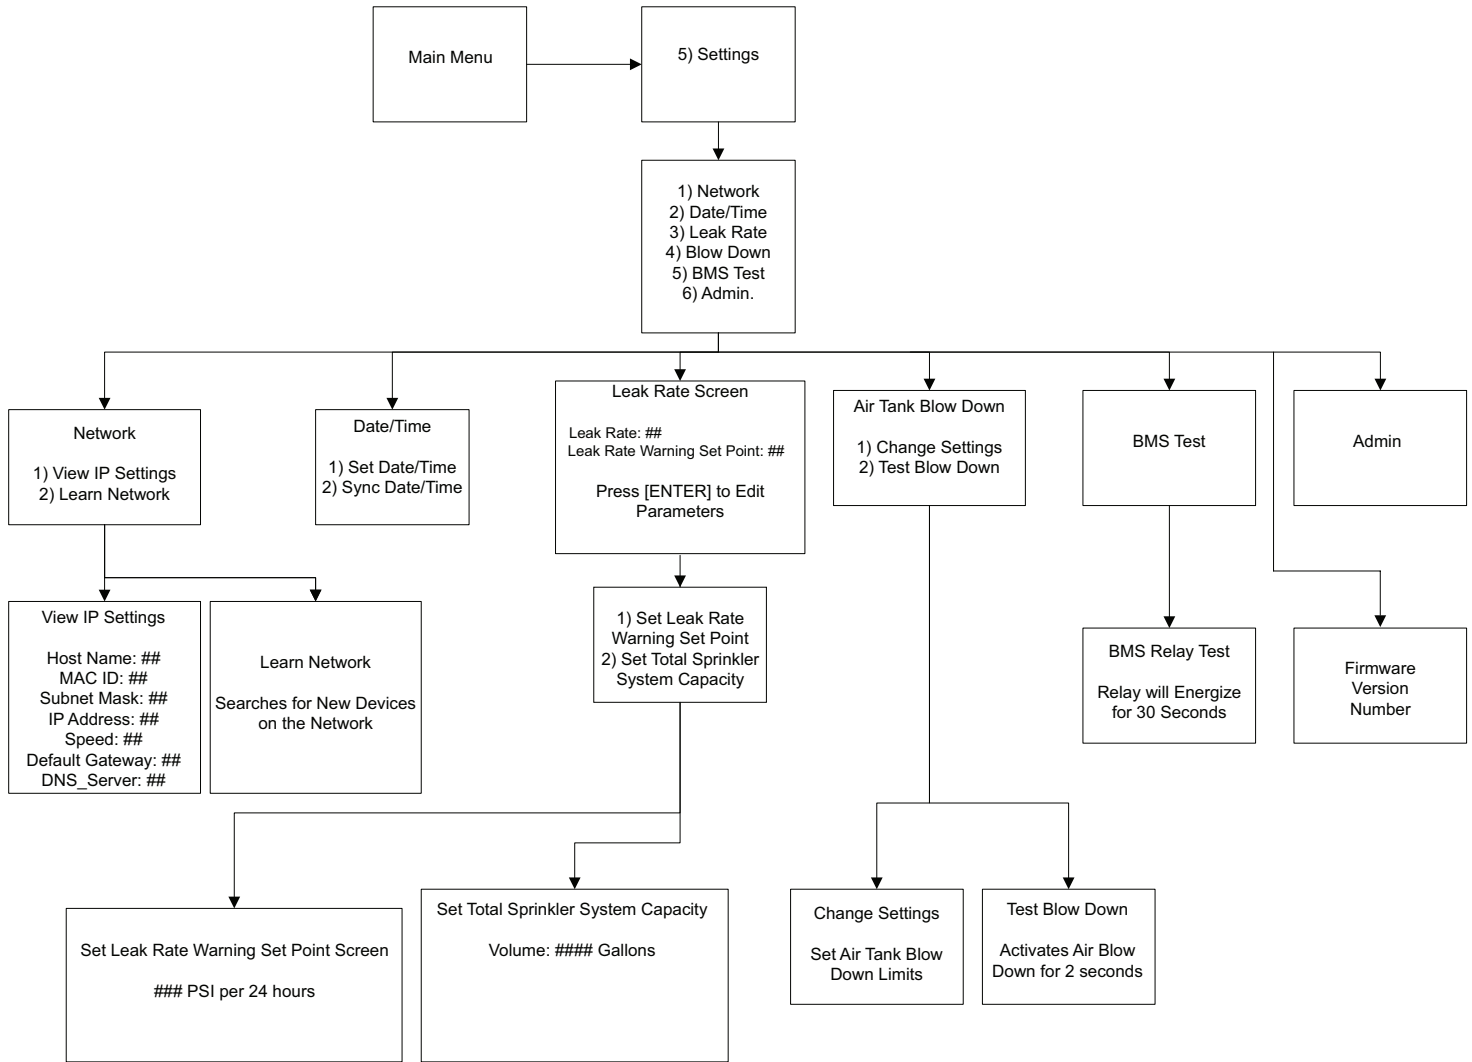 Main Menu
5) Settings
1) Network
2) Date/Time
3) Leak Rate
4) Blow Down
5) BMS Test
6) Admin.
Network
1) View IP Settings
2) Learn Network
Date/Time
1) Set Date/Time
2) Sync Date/Time
Leak Rate Screen
Leak Rate: ##
Leak Rate Warning Set Point: ##
Press [ENTER] to Edit
Parameters
Air Tank Blow Down
1) Change Settings
2) Test Blow Down
BMS Test
Admin
View IP Settings
Host Name: ##
MAC ID: ##
Subnet Mask: ##
IP Address: ##
Speed: ##
Default Gateway: ##
DNS_Server: ##
Learn Network
Searches for New Devices
on the Network
1) Set Leak Rate
Warning Set Point
2) Set Total Sprinkler
System Capacity
BMS Relay Test
Relay will Energize
for 30 Seconds
Firmware
Version
Number
Set Leak Rate Warning Set Point Screen
### PSI per 24 hours
Set Total Sprinkler System Capacity
Volume: #### Gallons
Change Settings
Set Air Tank Blow
Down Limits
Test Blow Down
Activates Air Blow
Down for 2 seconds